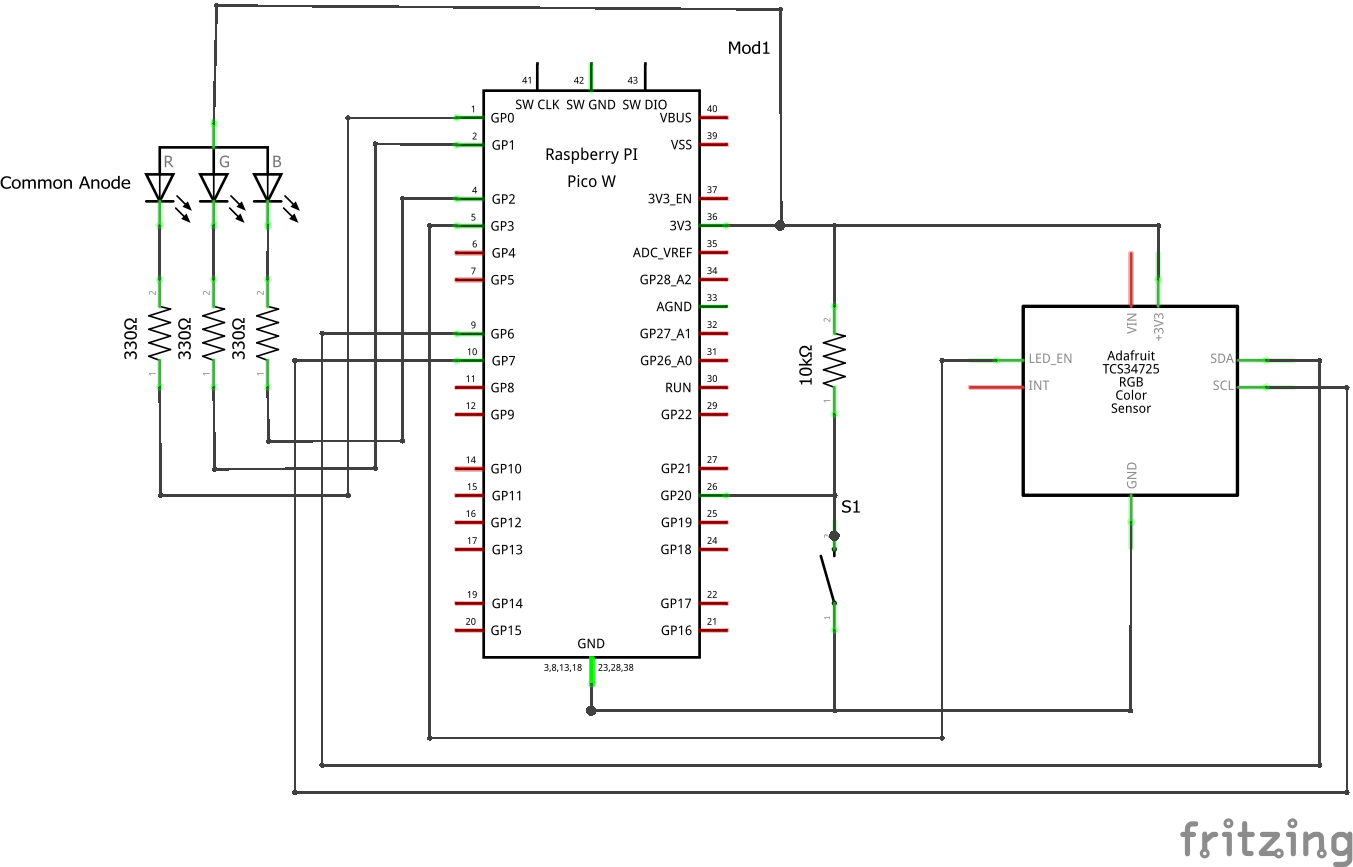 Mod1
41 42 43
SW CLK SW GND SW DIO
1 GP0 VBUS 40
2 GP1 VSS 39
Raspberry PI
Pico W
R G B
Common Anode
4 GP2 3V3_EN 37
5 GP3 3V3 36
6 GP4 ADC_VREF 35
7 GP5 GP28_A2 34
AGND 33
9 GP6 GP27_A1 32
10 GP7 GP26_A0 31
11 GP8 RUN 30
12 GP9 GP22 29
14 GP10 GP21 27
15 GP11 GP20 26
16 GP12 GP19 25
17 GP13 GP18 24
19 GP14 GP17 22
20 GP15 GP16 21
GND
3,8,13,18 23,28,38
2 2 2
330Ω 330Ω 330Ω
1 1 1
2
10kΩ
1
S1
2
1
VIN +3V3
LED_EN SDA
INT SCL
Adafruit
TCS34725
RGB
Color
Sensor
GND
fritzing